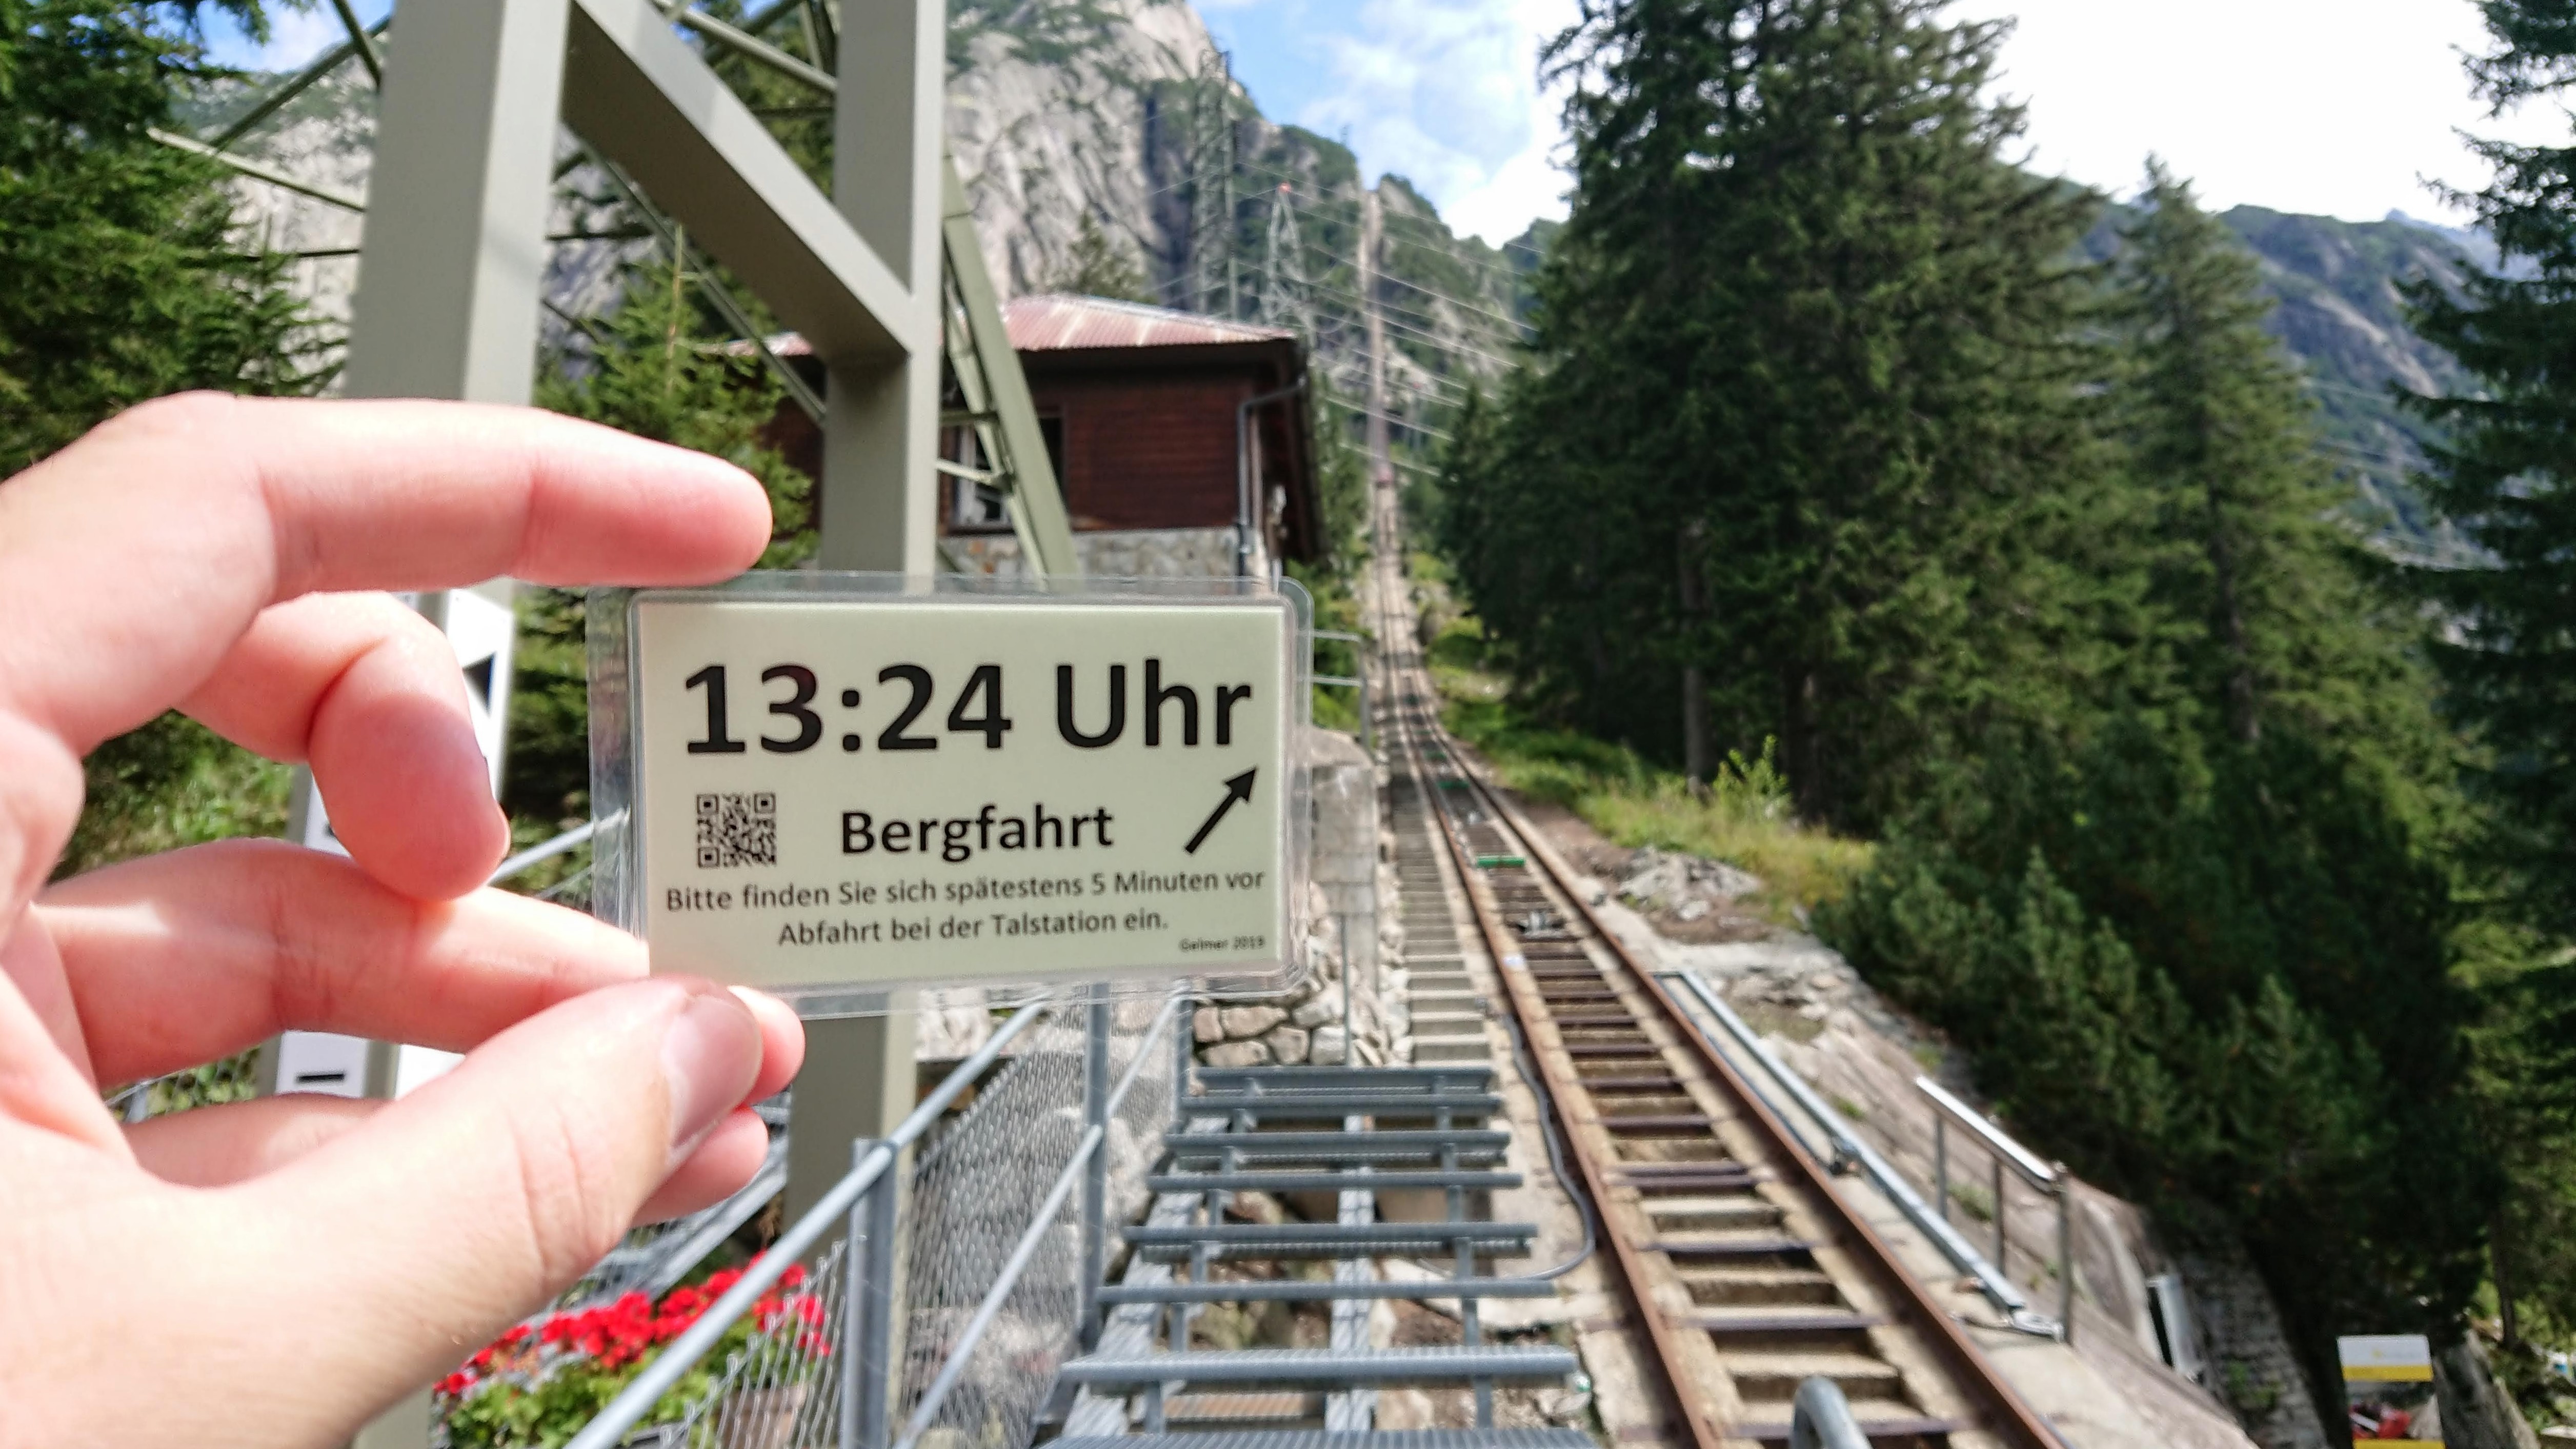 13:24 Uhr
Bergfahrt
Bitte finden Sie sich spätestens 5 Minuten vor
Abfahrt bei der Talstation ein.
Gelmer 2019